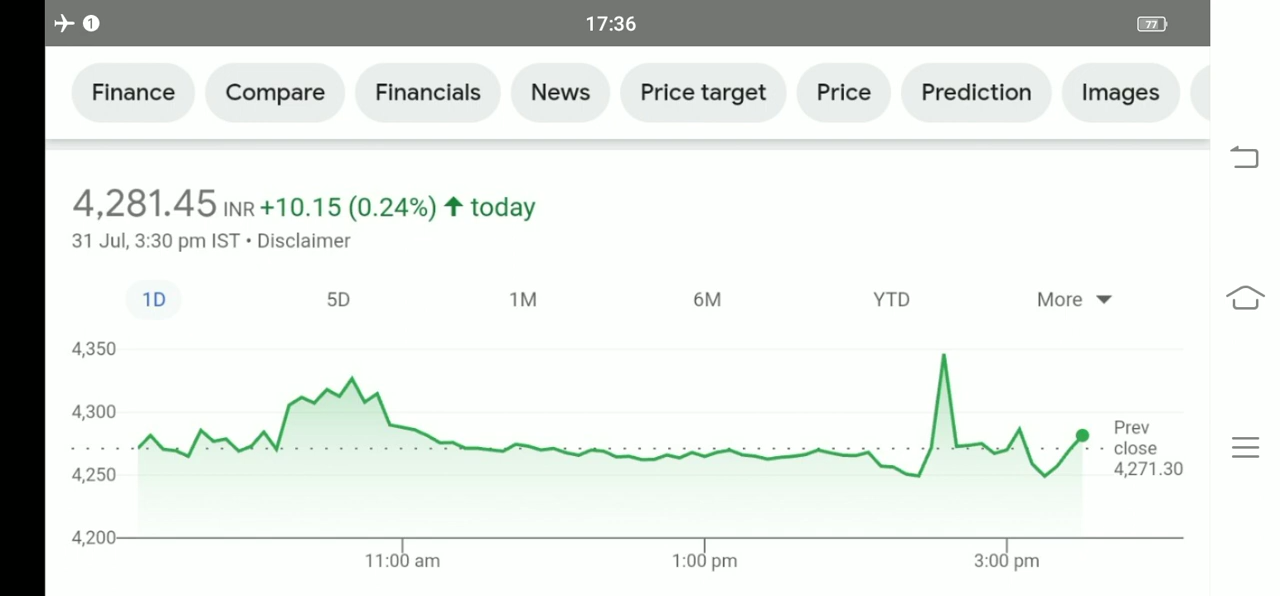 1 17:36 77
Finance Compare Financials News Price target Price Prediction Images
4,281.45 INR +10.15 (0.24%) ↑ today
31 Jul, 3:30 pm IST • Disclaimer
1D 5D 1M 6M YTD More
4,350
4,300
4,250
4,200
Prev
close
4,271.30
11:00 am 1:00 pm 3:00 pm